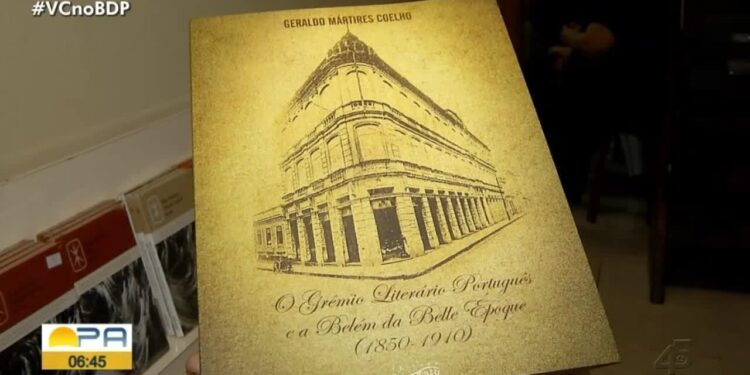 #VCnoBDP
GERALDO MÁRTIRES COELHO
O Grêmio Literário Português
e a Belém da Belle Époque
(1850-1910)
PA
06:45